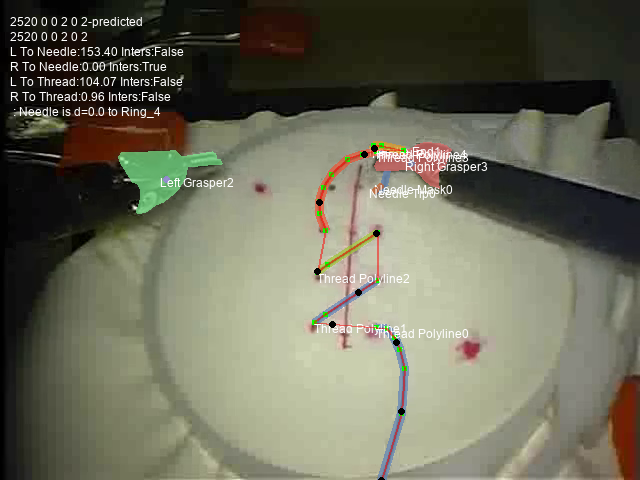 2520 0 0 2 0 2-predicted
2520 0 0 2 0 2
L To Needle:153.40 Inters:False
R To Needle:0.00 Inters:True
L To Thread:104.07 Inters:False
R To Thread:0.96 Inters:False
: Needle is d=0.0 to Ring_4
End1
Thread Polyline3
Right Grasper3
Left Grasper2
Needle Mask0
Needle Tip0
Thread Polyline2
Thread Polyline1
Thread Polyline0